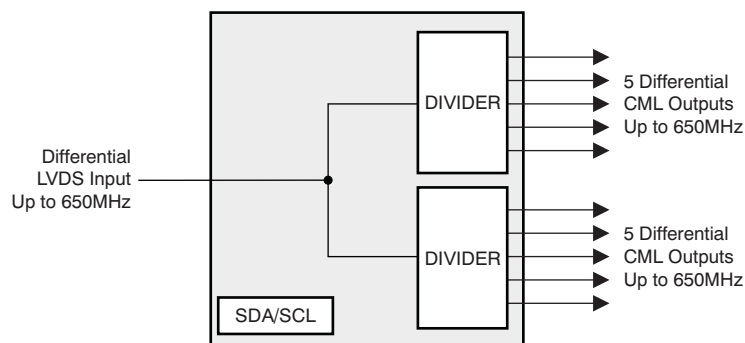 DIVIDER
5 Differential
CML Outputs
Up to 650MHz
Differential
LVDS Input
Up to 650MHz
DIVIDER
5 Differential
CML Outputs
Up to 650MHz
SDA/SCL